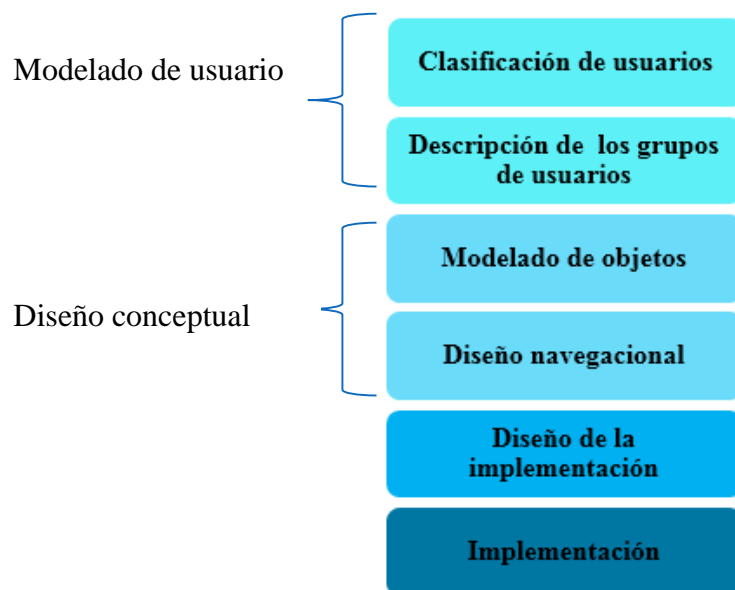 Modelado de usuario
Clasificación de usuarios
Descripción de los grupos
de usuarios
Diseño conceptual
Modelado de objetos
Diseño navegacional
Diseño de la
implementación
Implementación